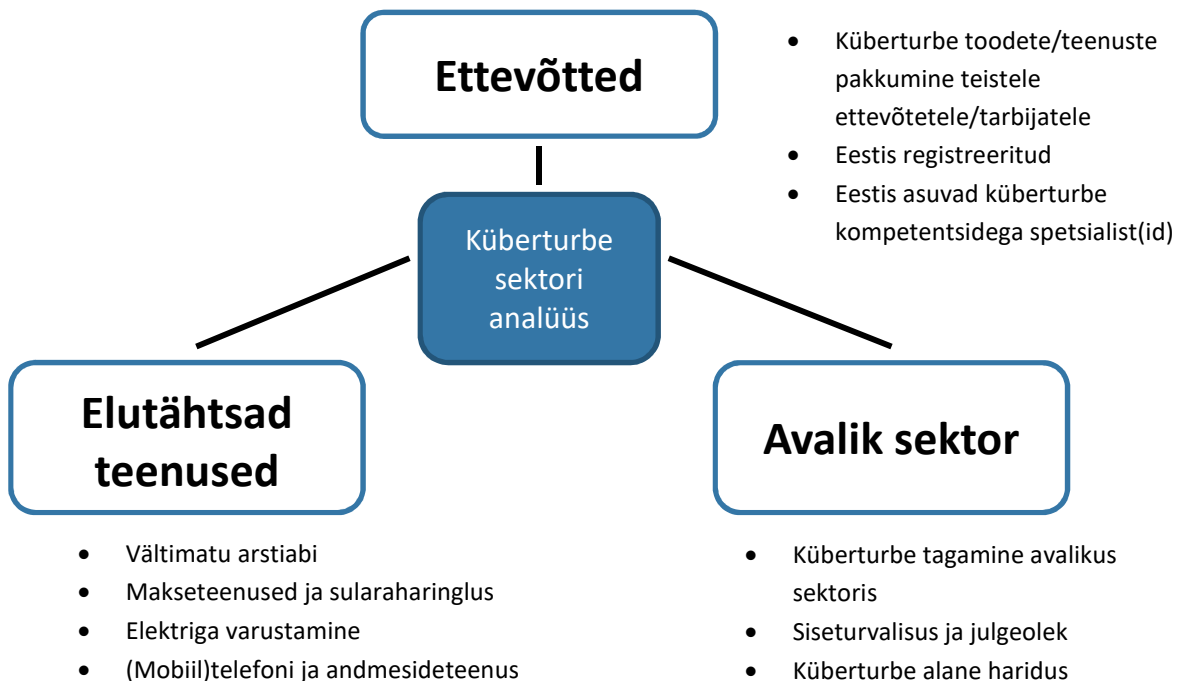 Ettevõtted
• Küberturbe toodete/teenuste
pakkumine teistele
ettevõtetele/tarbijatele
• Eestis registreeritud
• Eestis asuvad küberturbe
kompetentsidega spetsialist(id)
Küberturbe
sektori
analüüs
Elutähtsad
teenused
• Vältimatu arstiabi
• Makseteenused ja sularaharinglus
• Elektriga varustamine
• (Mobiil)telefoni ja andmesideteenus
Avalik sektor
• Küberturbe tagamine avalikus
sektoris
• Siseturvalisus ja julgeolek
• Küberturbe alane haridus